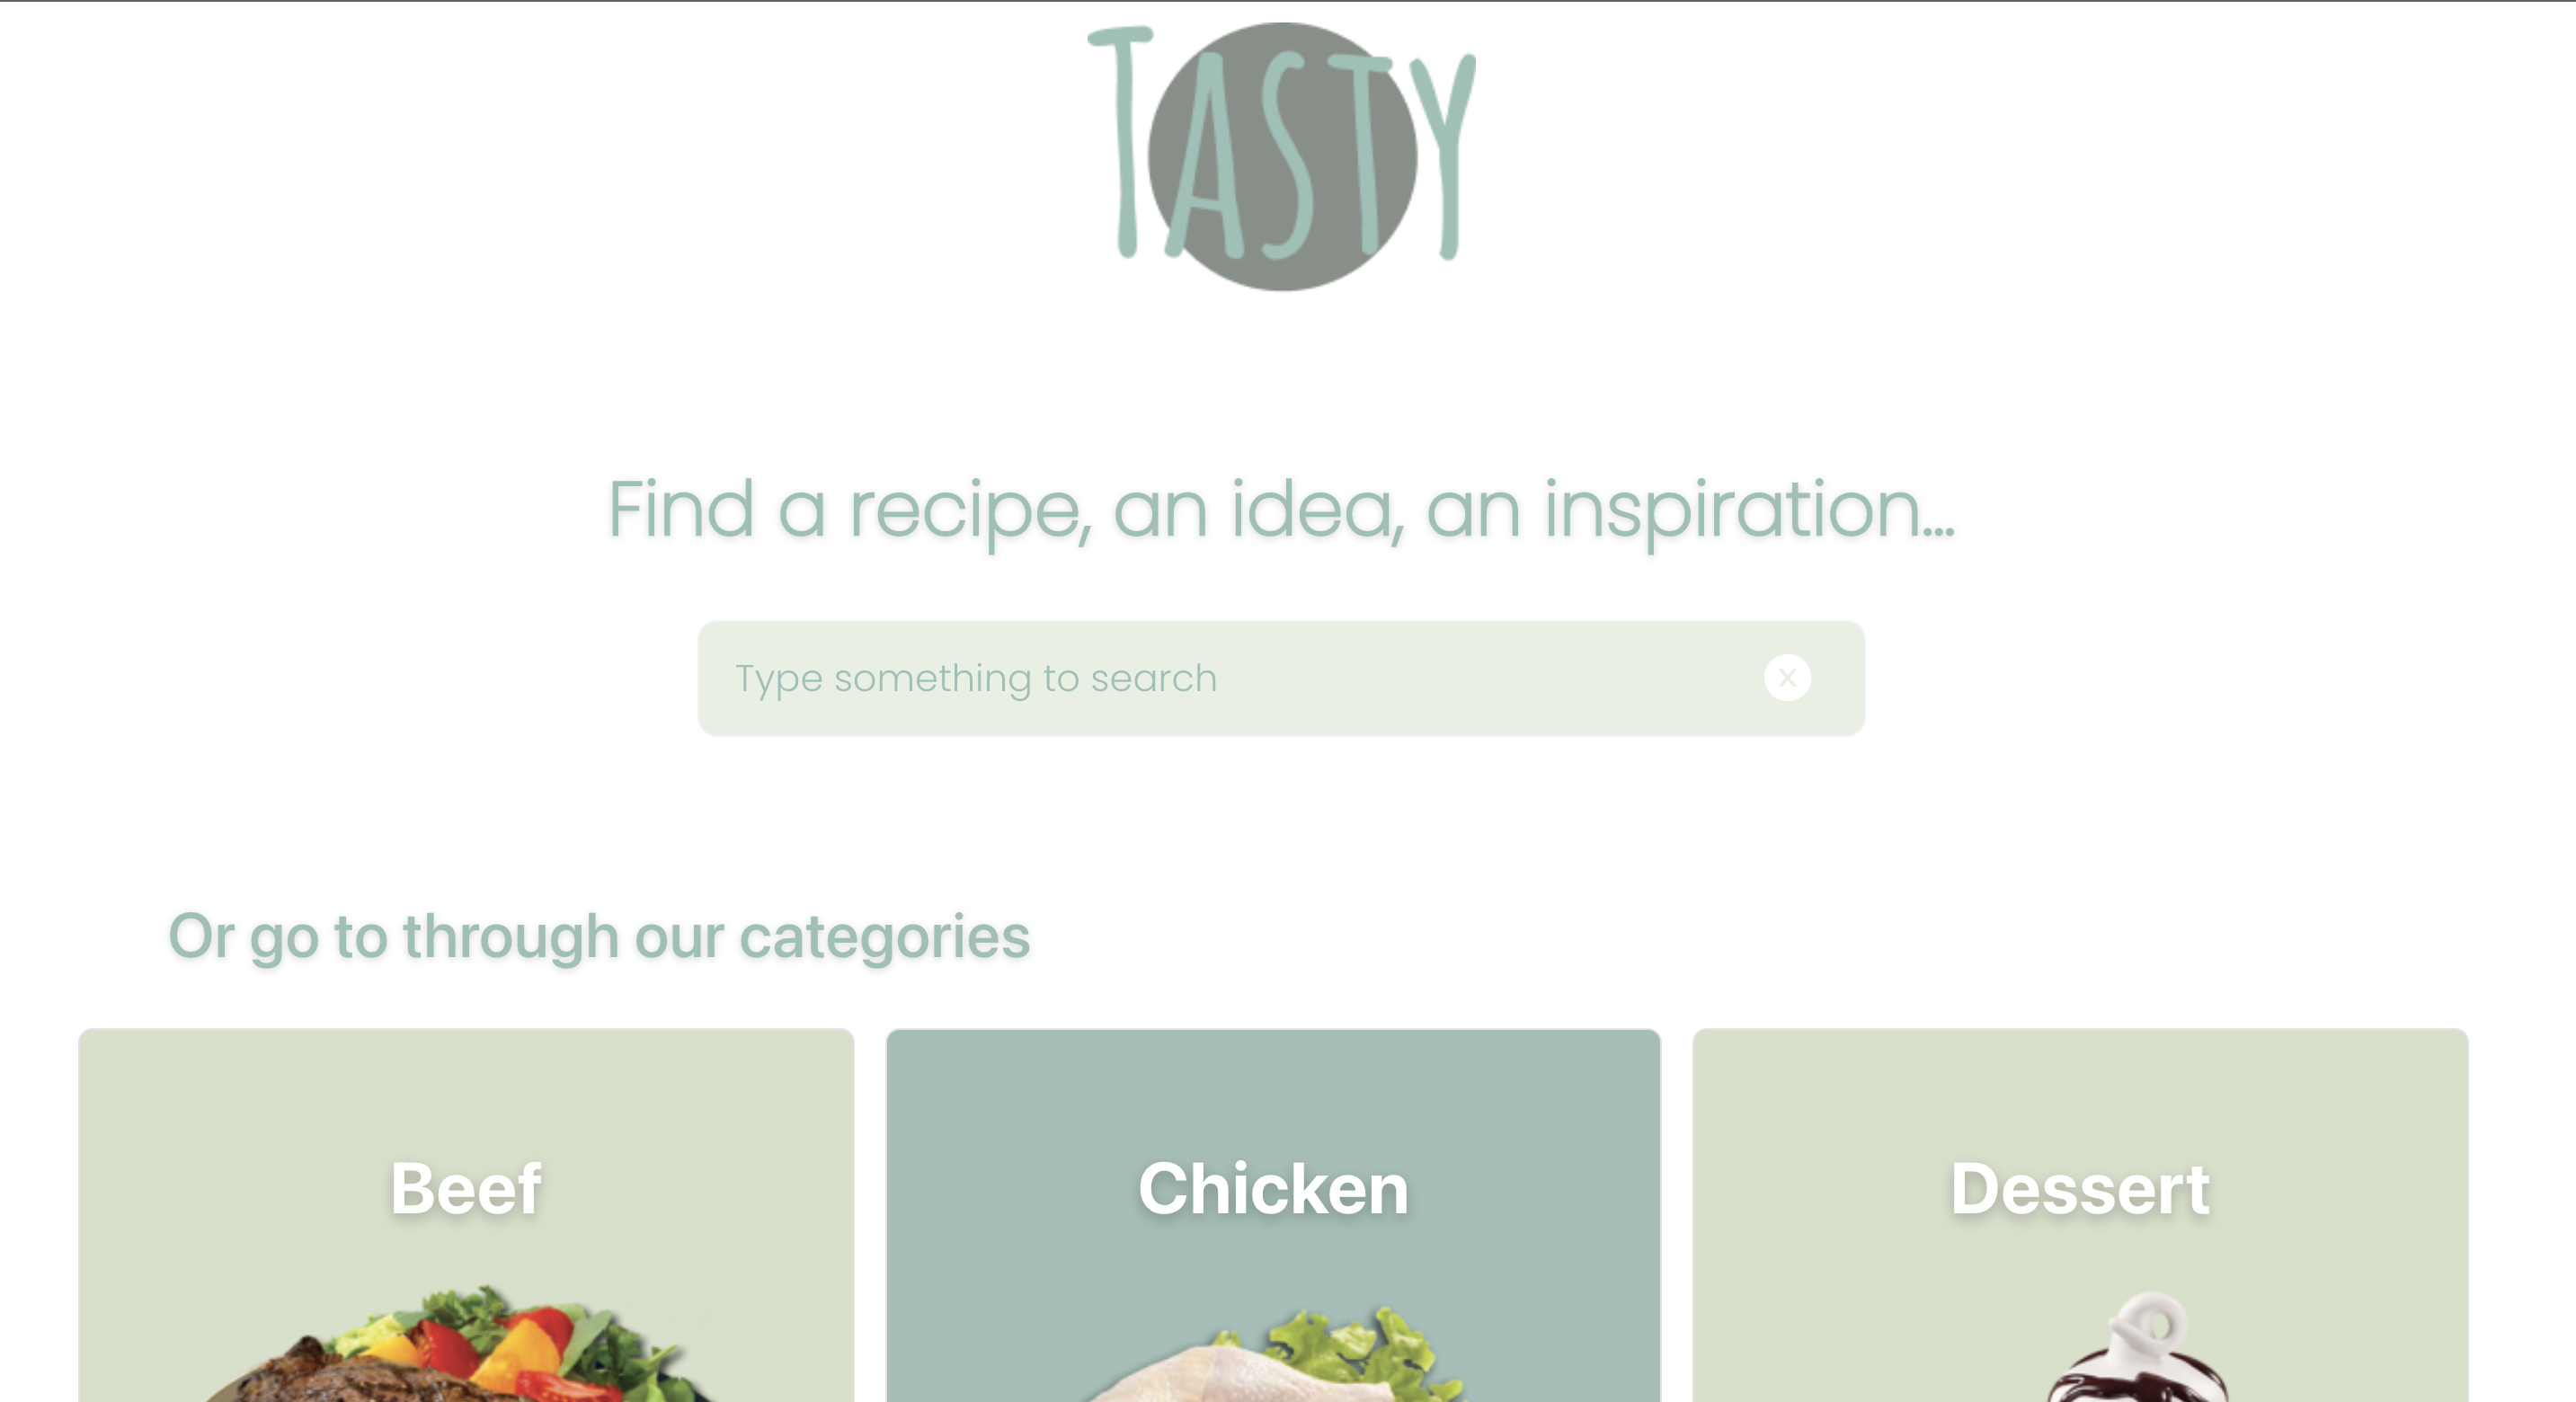 TASTY
Find a recipe, an idea, an inspiration...
Type something to search
Or go to through our categories
Beef
Chicken
Dessert